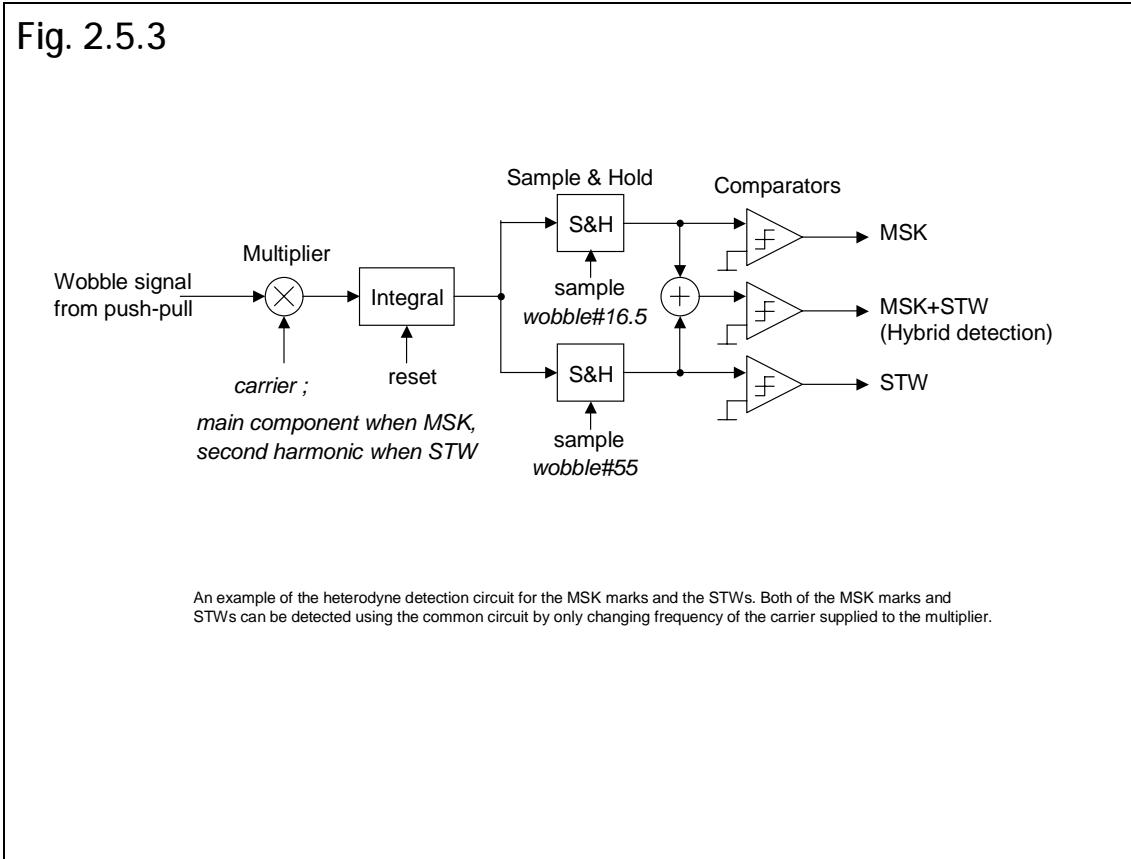 Fig. 2.5.3
Sample & Hold
Comparators
S&H
MSK
Multiplier
Wobble signal
from push-pull
Integral
sample
wobble#16.5
MSK+STW
(Hybrid detection)
carrier ;
main component when MSK,
second harmonic when STW
reset
S&H
STW
sample
wobble#55
An example of the heterodyne detection circuit for the MSK marks and the STWs. Both of the MSK marks and
STWs can be detected using the common circuit by only changing frequency of the carrier supplied to the multiplier.